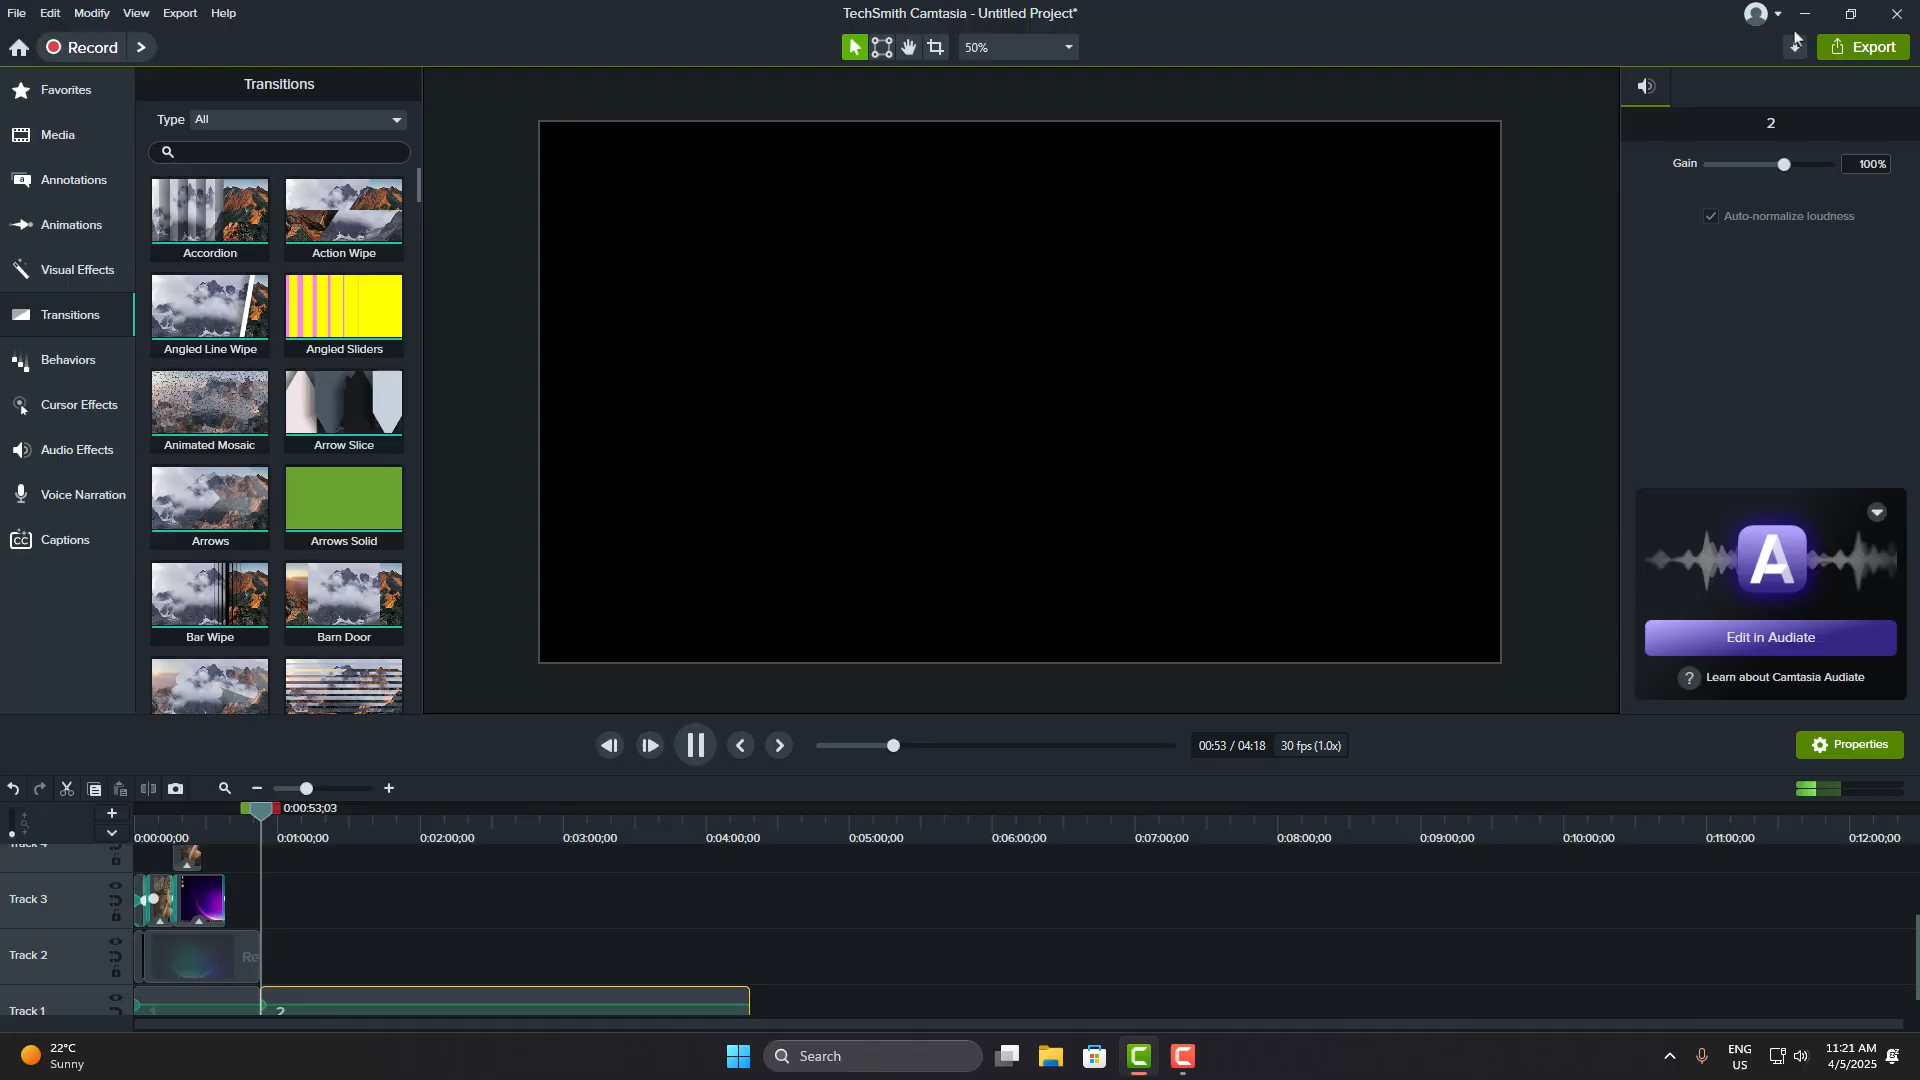 File Edit Modify View Export Help
TechSmith Camtasia - Untitled Project*
Record
50%
Export
Favorites
Media
Annotations
Animations
Visual Effects
Transitions
Behaviors
Cursor Effects
Audio Effects
Voice Narration
Captions
Transitions
Type All
Accordion Action Wipe
Angled Line Wipe Angled Sliders
Animated Mosaic Arrow Slice
Arrows Arrows Solid
Bar Wipe Barn Door
2
Gain 100%
Auto-normalize loudness
A
Edit in Audiate
? Learn about Camtasia Audiate
00:53 / 04:18 30 fps (1.0x)
Properties
0:00:53;03
0:00:00;00 0:01:00;00 0:02:00;00 0:03:00;00 0:04:00;00 0:05:00;00 0:06:00;00 0:07:00;00 0:08:00;00 0:09:00;00 0:10:00;00 0:11:00;00 0:12:00;00
Track 4
Track 3
Track 2
Re
Track 1
2
22°C
Sunny
Search
ENG
US
11:21 AM
4/5/2025